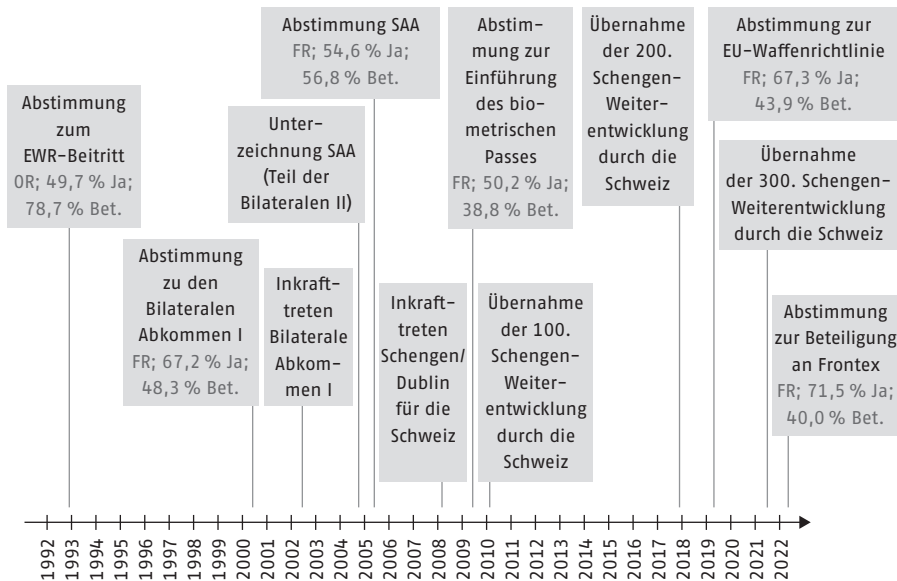 Abstimmung
zum
EWR-Beitritt
OR; 49,7 % Ja;
78,7 % Bet.
Abstimmung
zu den
Bilateralen
Abkommen I
FR; 67,2 % Ja;
48,3 % Bet.
Inkraft-
treten
Bilaterale
Abkom-
men I
Unter-
zeichnung SAA
(Teil der
Bilateralen II)
Abstimmung SAA
FR; 54,6 % Ja;
56,8 % Bet.
Inkraft-
treten
Schengen/
Dublin
für die
Schweiz
Abstim-
mung zur
Einführung
des bio-
metrischen
Passes
FR; 50,2 % Ja;
38,8 % Bet.
Übernahme
der 100.
Schengen-
Weiter-
entwicklung
durch die
Schweiz
Übernahme
der 200.
Schengen-
Weiter-
entwicklung
durch die
Schweiz
Abstimmung zur
EU-Waffenrichtlinie
FR; 67,3 % Ja;
43,9 % Bet.
Übernahme
der 300. Schengen-
Weiterentwicklung
durch die Schweiz
Abstimmung
zur Beteiligung
an Frontex
FR; 71,5 % Ja;
40,0 % Bet.
1992
1993
1994
1995
1996
1997
1998
1999
2000
2001
2002
2003
2004
2005
2006
2007
2008
2009
2010
2011
2012
2013
2014
2015
2016
2017
2018
2019
2020
2021
2022